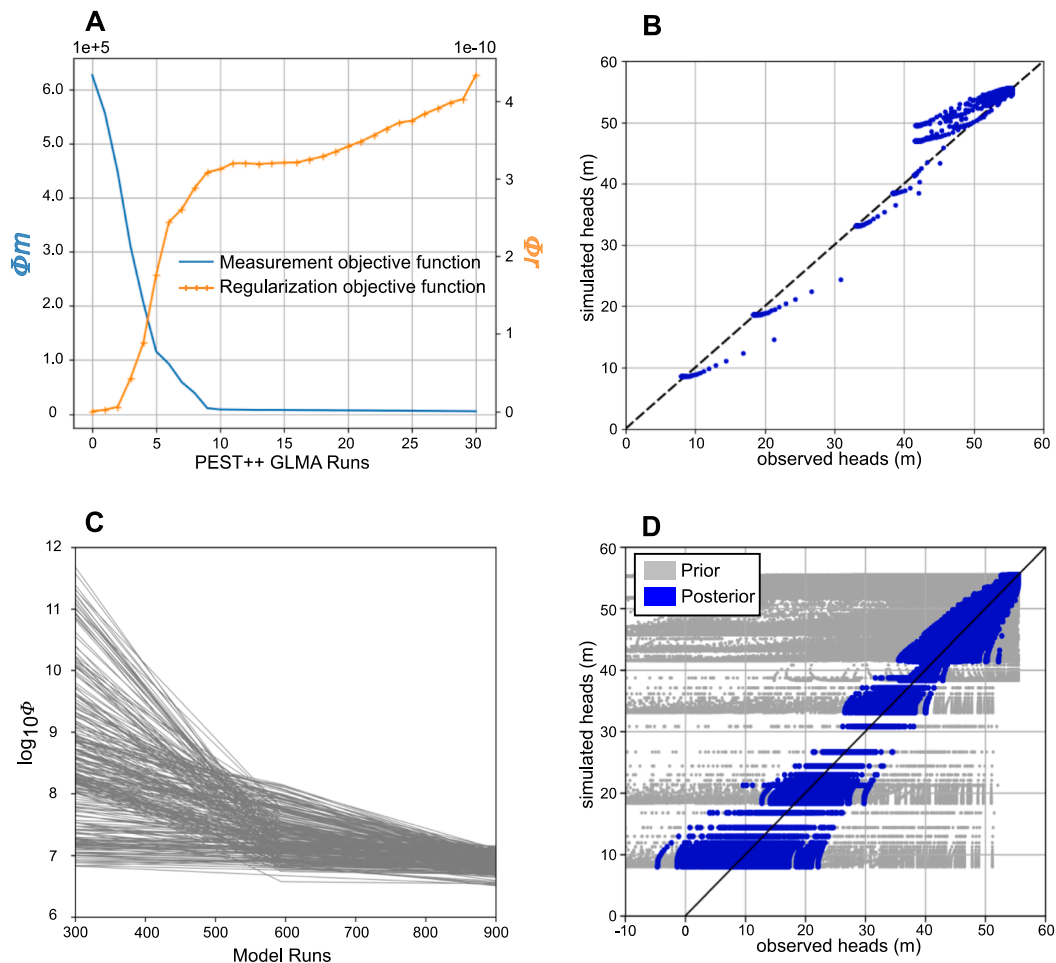 A
1e+5
1e-10
6.0
5.0
4.0
3.0
2.0
1.0
0
4
3
2
1
0
Φm
Φr
Measurement objective function
Regularization objective function
0 5 10 15 20 25 30
PEST++ GLMA Runs
B
60
50
40
30
20
10
0
simulated heads (m)
0 10 20 30 40 50 60
observed heads (m)
C
12
11
10
9
8
7
6
log10Φ
300 400 500 600 700 800 900
Model Runs
D
Prior
Posterior
60
50
40
30
20
10
0
simulated heads (m)
-10 0 10 20 30 40 50 60
observed heads (m)